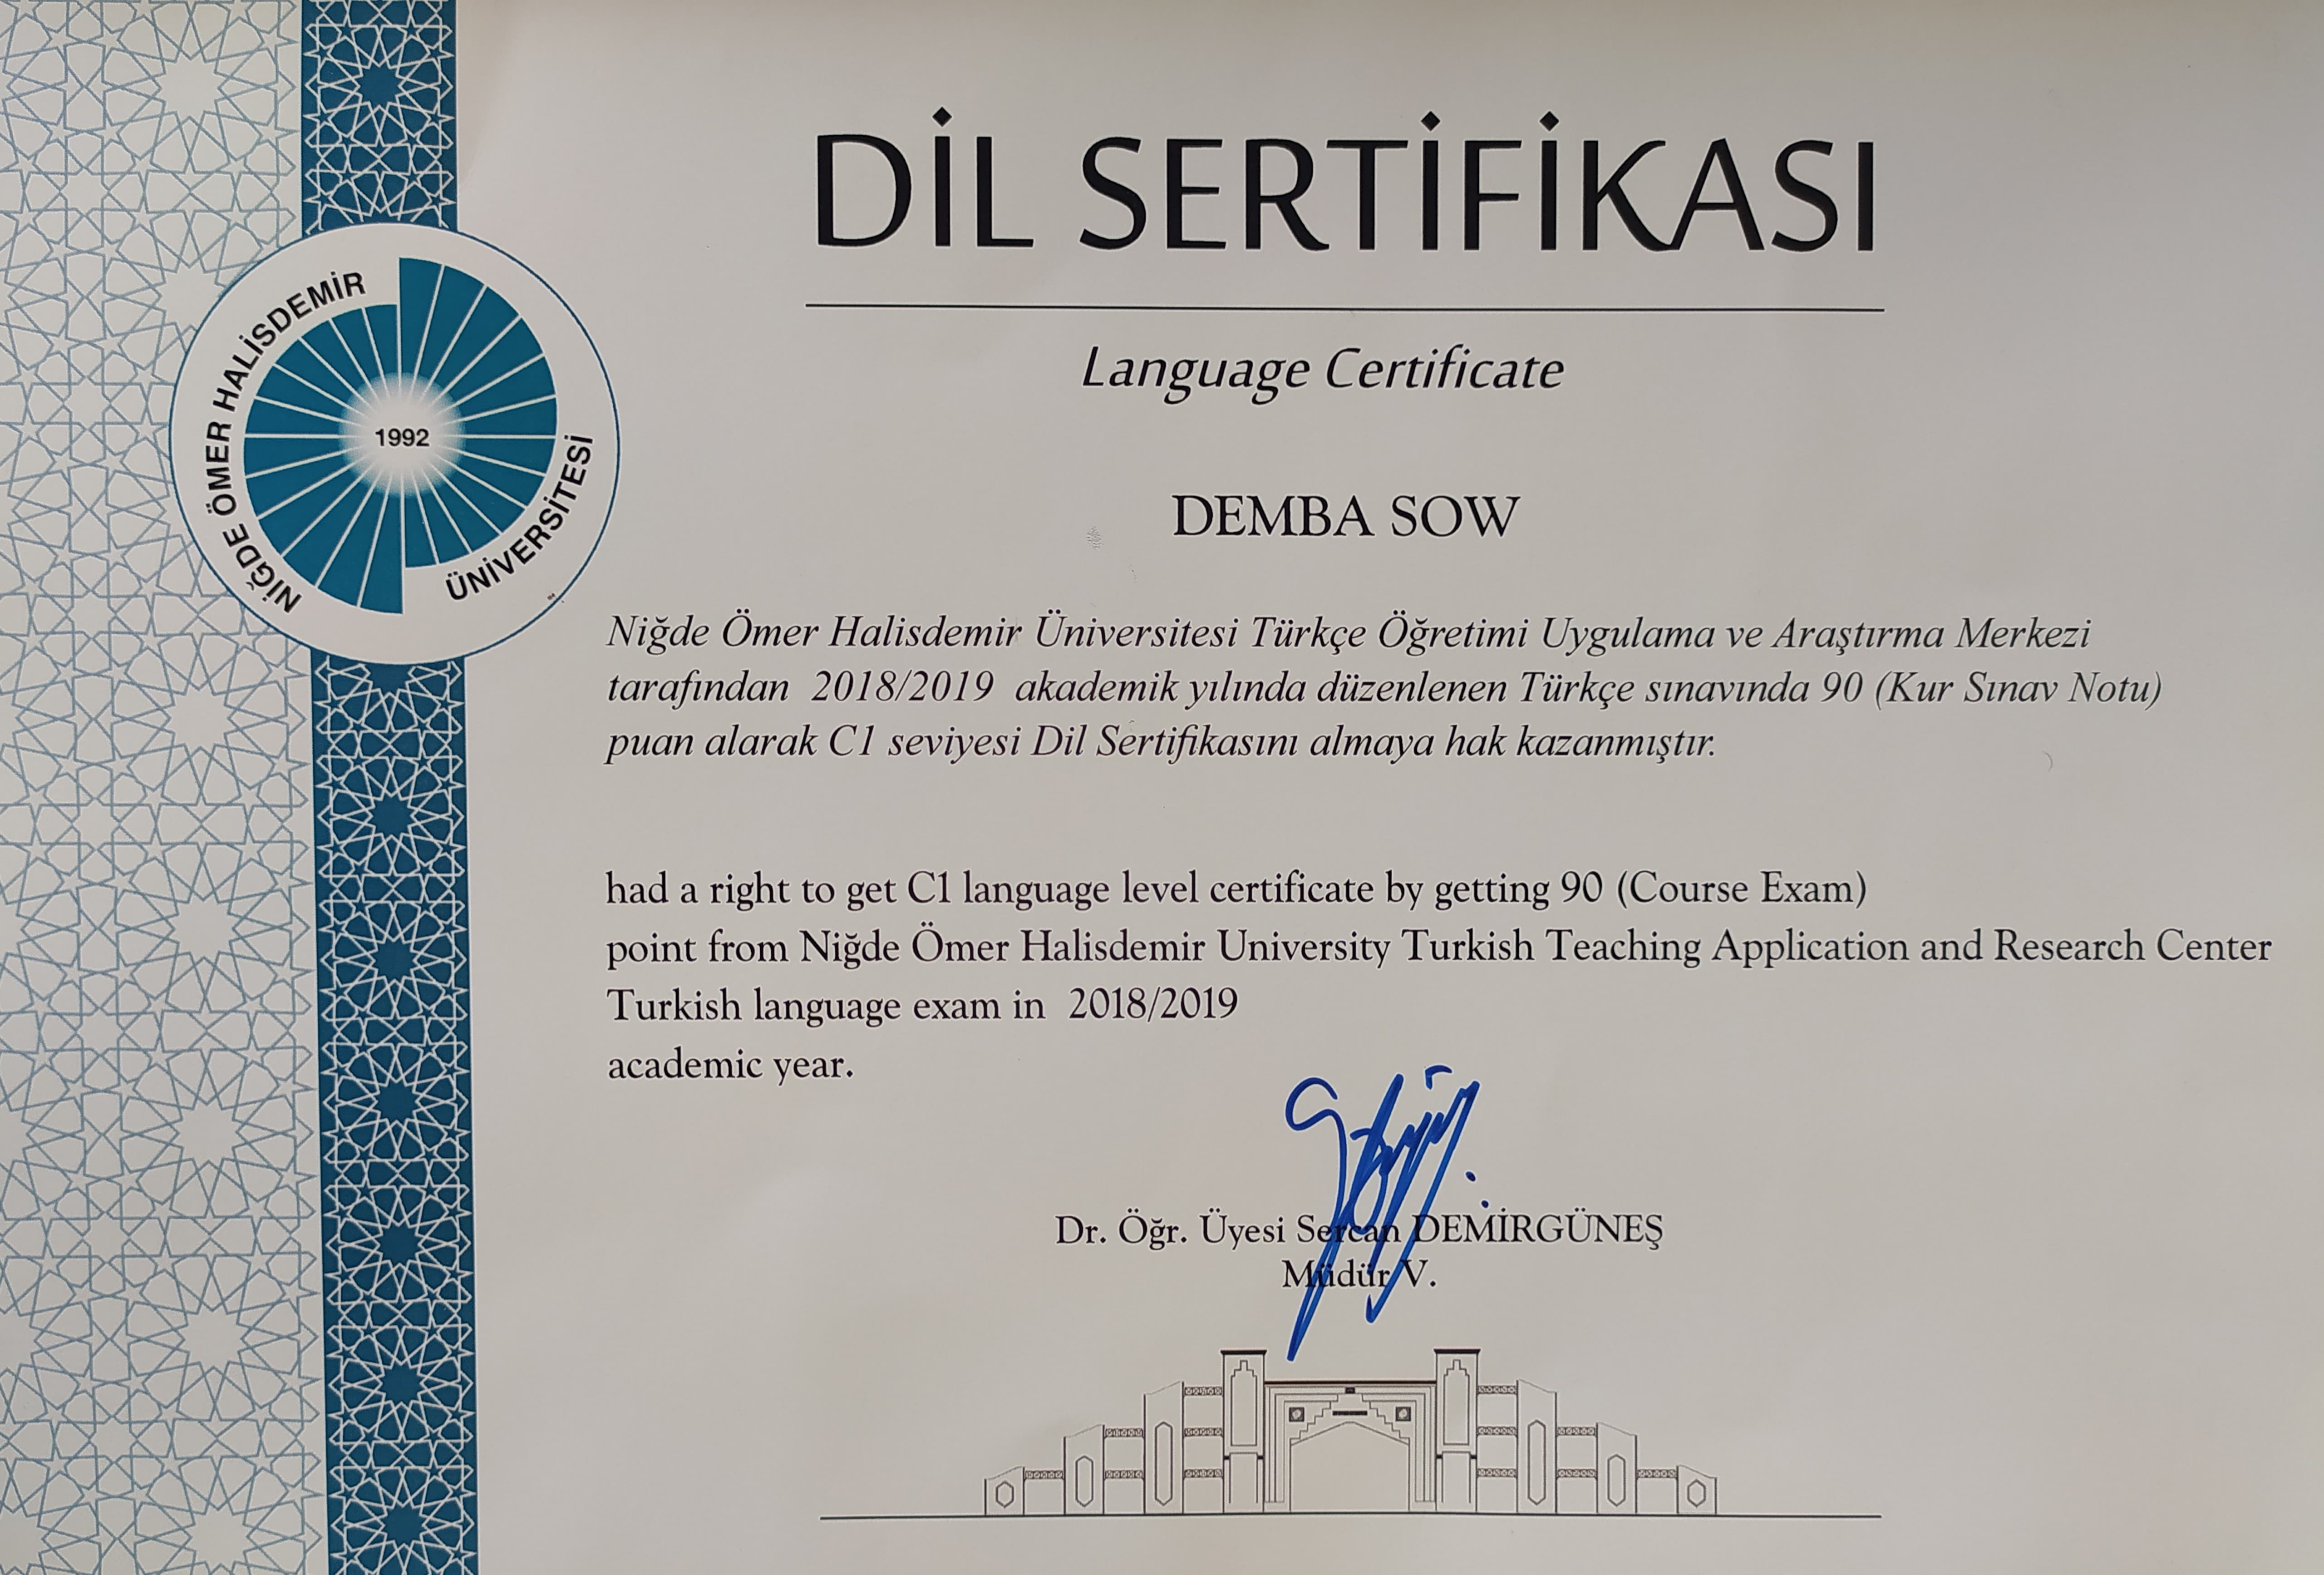 DİL SERTİFİKASI
Language Certificate
NİĞDE ÖMER HALİSDEMİR
ÜNİVERSİTESİ
1992
DEMBA SOW
Niğde Ömer Halisdemir Üniversitesi Türkçe Öğretimi Uygulama ve Araştırma Merkezi
tarafından 2018/2019 akademik yılında düzenlenen Türkçe sınavında 90 (Kur Sınav Notu)
puan alarak C1 seviyesi Dil Sertifikasını almaya hak kazanmıştır.
had a right to get C1 language level certificate by getting 90 (Course Exam)
point from Niğde Ömer Halisdemir University Turkish Teaching Application and Research Center
Turkish language exam in 2018/2019
academic year.
Dr. Öğr. Üyesi Sercan DEMİRGÜNEŞ
Müdür V.